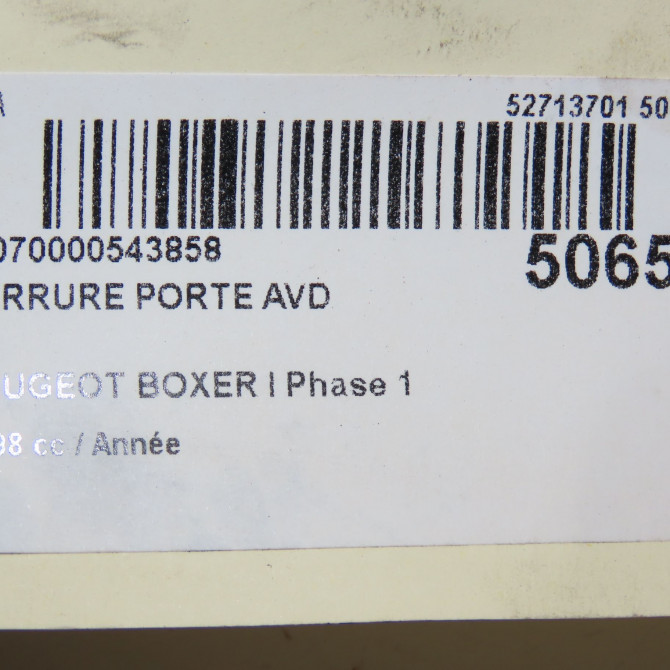 A 52713701 50
070000543858 5065
RRURE PORTE AVD
UGEOT BOXER I Phase 1
98 cc / Année